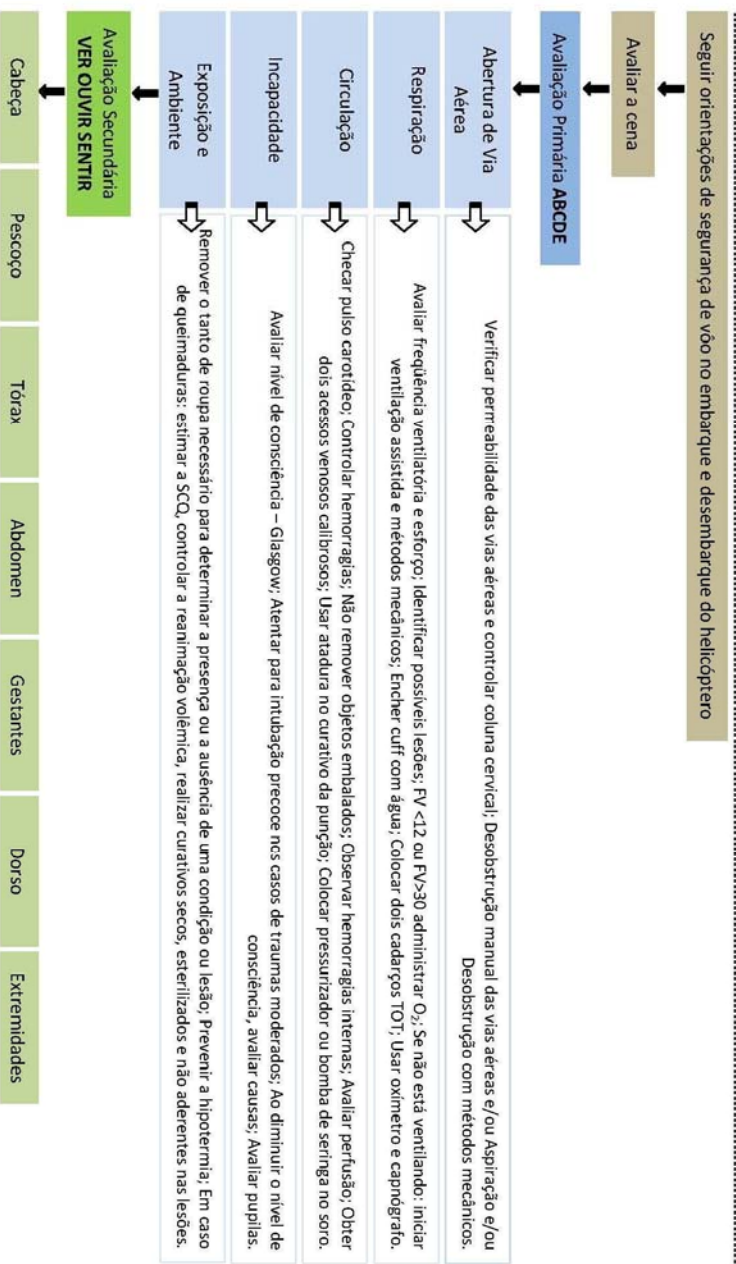 Seguir orientações de segurança de vôo no embarque e desembarque do helicóptero
Avaliar a cena
Avaliação Primária ABCDE
Abertura de Via
Aérea
Verificar permeabilidade das vias aéreas e controlar coluna cervical; Desobstrução manual das vias aéreas e/ou Aspiração e/ou
Desobstrução com métodos mecânicos.
Respiração
Avaliar freqüência ventilatória e esforço; Identificar possíveis lesões; FV <12 ou FV>30 administrar O₂; Se não está ventilando: iniciar
ventilação assistida e métodos mecânicos; Encher cuff com água; Colocar dois cadarços TOT; Usar oxímetro e capnógrafo.
Circulação
Checar pulso carotídeo; Controlar hemorragias; Não remover objetos embalados; Observar hemorragias internas; Avaliar perfusão; Obter
dois acessos venosos calibrosos; Usar atadura no curativo da punção; Colocar pressurizador ou bomba de seringa no soro.
Incapacidade
Avaliar nível de consciência – Glasgow; Atentar para intubação precoce nos casos de traumas moderados; Ao diminuir o nível de
consciência, avaliar causas; Avaliar pupilas.
Exposição e
Ambiente
Remover o tanto de roupa necessário para determinar a presença ou a ausência de uma condição ou lesão; Prevenir a hipotermia; Em caso
de queimaduras: estimar a SCQ, controlar a reanimação volêmica, realizar curativos secos, esterilizados e não aderentes nas lesões.
Avaliação Secundária
VER OUVIR SENTIR
Cabeça
Pescoço
Tórax
Abdomen
Gestantes
Dorso
Extremidades